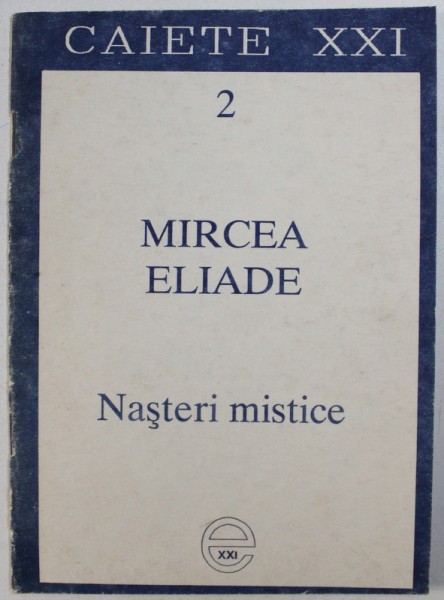 CAIETE XXI
2
MIRCEA
ELIADE
Naşteri mistice
e
XXI